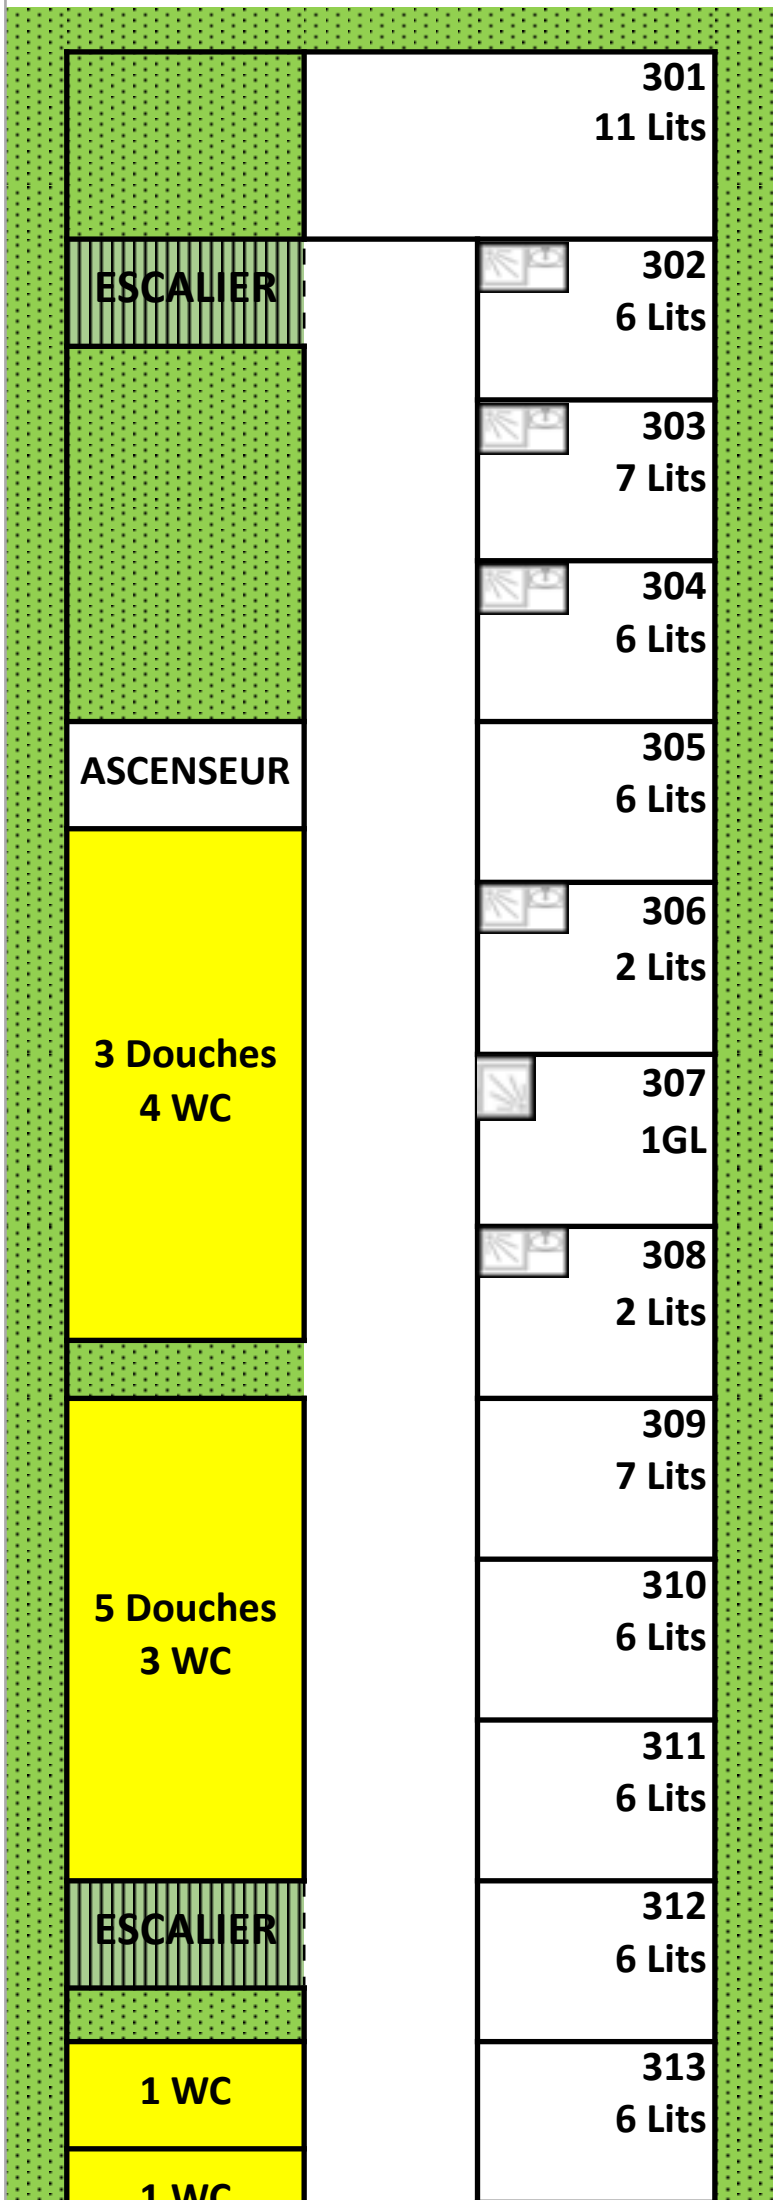 301
11 Lits
ESCALIER
302
6 Lits
303
7 Lits
304
6 Lits
ASCENSEUR
305
6 Lits
306
2 Lits
3 Douches
4 WC
307
1GL
308
2 Lits
309
7 Lits
5 Douches
3 WC
310
6 Lits
311
6 Lits
ESCALIER
312
6 Lits
1 WC
313
6 Lits
1 WC